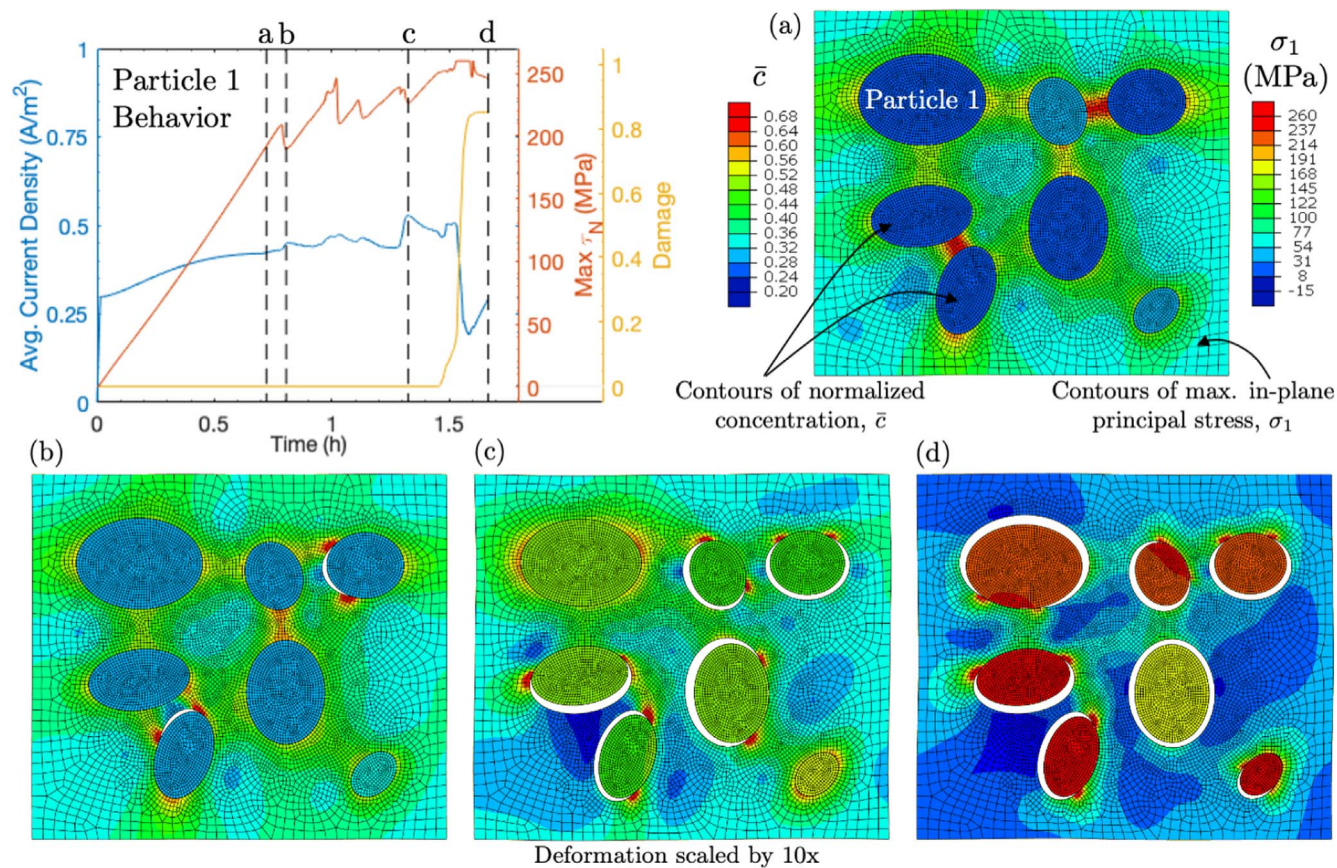 a b c d
Particle 1
Behavior
Avg. Current Density (A/m²)
1
0.75
0.5
0.25
0
250
200
150
100
50
0
Max τ_N (MPa)
1
0.8
0.6
0.4
0.2
0
Damage
0 0.5 1 1.5
Time (h)
(a)
c̄
0.68
0.64
0.60
0.56
0.52
0.48
0.44
0.40
0.36
0.32
0.28
0.24
0.20
Particle 1
σ₁
(MPa)
260
237
214
191
168
145
122
100
77
54
31
8
-15
Contours of normalized
concentration, c̄
Contours of max. in-plane
principal stress, σ₁
(b)
(c)
(d)
Deformation scaled by 10x